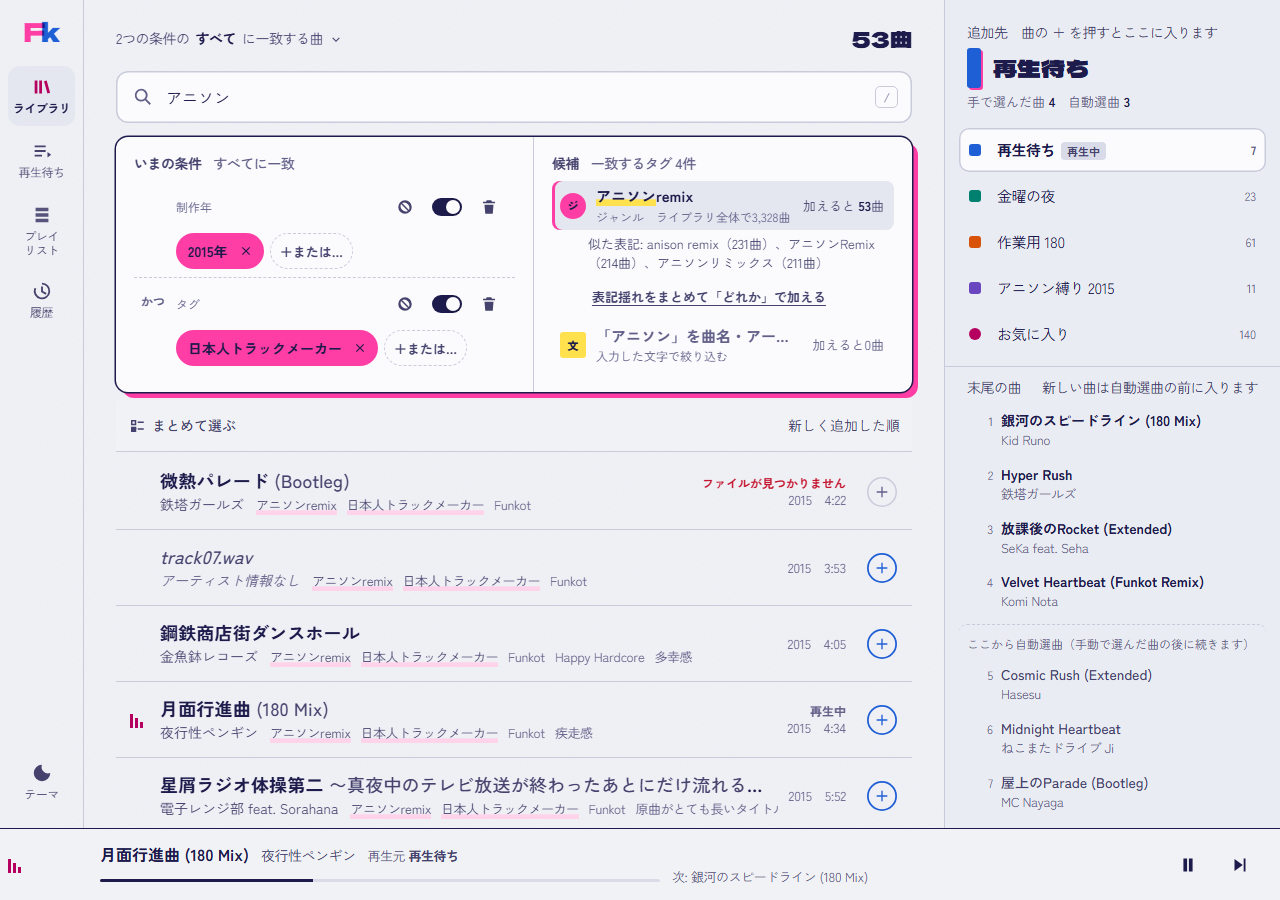 Fk
ライブラリ
再生待ち
プレイ
リスト
履歴
テーマ
2つの条件の すべて に一致する曲
53曲
アニソン
/
いまの条件 すべてに一致
制作年
2015年 ×
＋または…
かつ タグ
日本人トラックメーカー ×
＋または…
候補 一致するタグ 4件
ジ
アニソンremix
ジャンル ライブラリ全体で3,328曲
加えると 53曲
似た表記: anison remix（231曲）、アニソンRemix
（214曲）、アニソンリミックス（211曲）
表記揺れをまとめて「どれか」で加える
文
「アニソン」を曲名・アー…
入力した文字で絞り込む
加えると0曲
まとめて選ぶ
新しく追加した順
微熱パレード (Bootleg)
鉄塔ガールズ アニソンremix 日本人トラックメーカー Funkot
ファイルが見つかりません
2015 4:22
track07.wav
アーティスト情報なし アニソンremix 日本人トラックメーカー Funkot
2015 3:53
鋼鉄商店街ダンスホール
金魚鉢レコーズ アニソンremix 日本人トラックメーカー Funkot Happy Hardcore 多幸感
2015 4:05
月面行進曲 (180 Mix)
夜行性ペンギン アニソンremix 日本人トラックメーカー Funkot 疾走感
再生中
2015 4:34
星屑ラジオ体操第二 〜真夜中のテレビ放送が終わったあとにだけ流れる…
電子レンジ部 feat. Sorahana アニソンremix 日本人トラックメーカー Funkot 原曲がとても長いタイト
2015 5:52
追加先 曲の ＋ を押すとここに入ります
再生待ち
手で選んだ曲 4 自動選曲 3
再生待ち 再生中 7
金曜の夜 23
作業用 180 61
アニソン縛り 2015 11
お気に入り 140
末尾の曲 新しい曲は自動選曲の前に入ります
1 銀河のスピードライン (180 Mix)
Kid Runo
2 Hyper Rush
鉄塔ガールズ
3 放課後のRocket (Extended)
SeKa feat. Seha
4 Velvet Heartbeat (Funkot Remix)
Komi Nota
ここから自動選曲（手動で選んだ曲の後に続きます）
5 Cosmic Rush (Extended)
Hasesu
6 Midnight Heartbeat
ねこまたドライブ Ji
7 屋上のParade (Bootleg)
MC Nayaga
月面行進曲 (180 Mix) 夜行性ペンギン 再生元 再生待ち
次: 銀河のスピードライン (180 Mix)